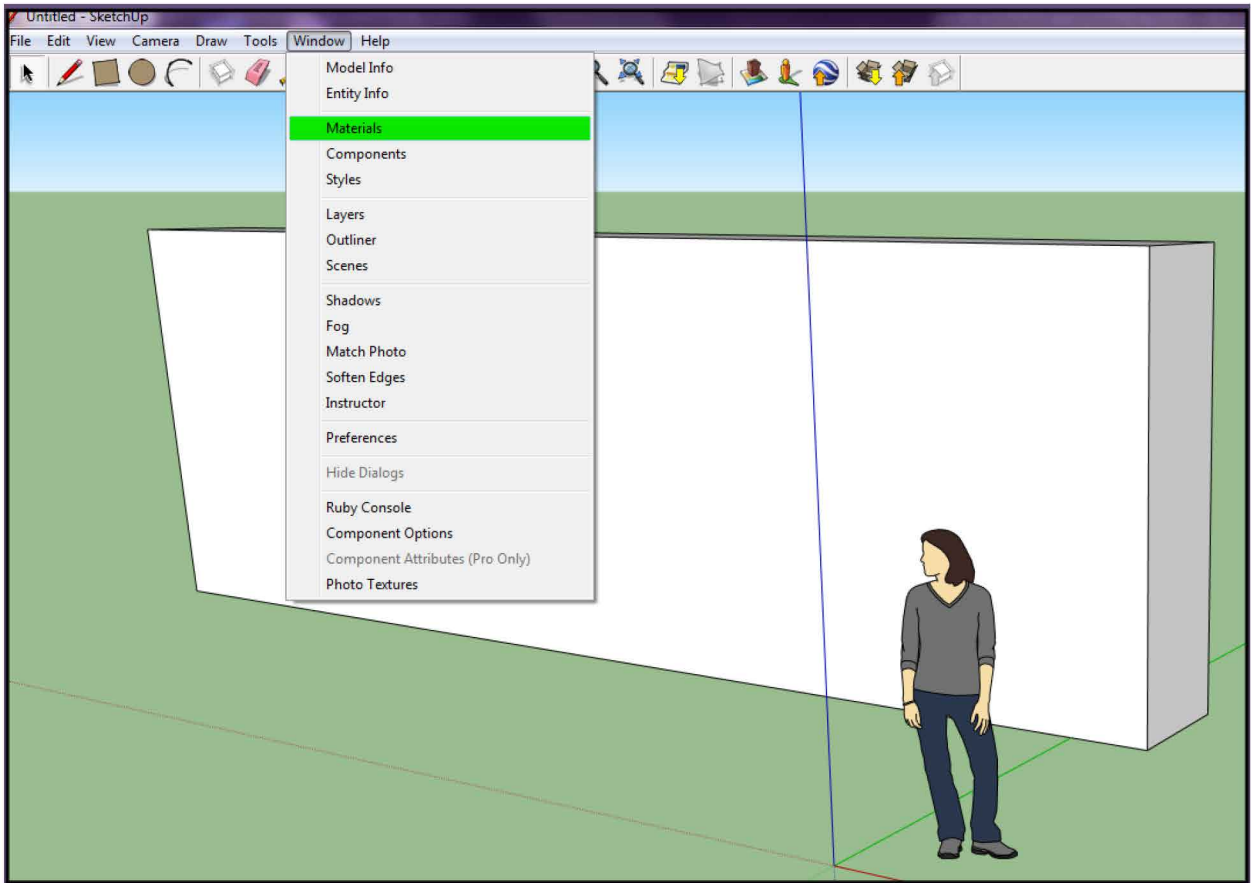 Untitled - SketchUp
File Edit View Camera Draw Tools Window Help
Model Info
Entity Info
Materials
Components
Styles
Layers
Outliner
Scenes
Shadows
Fog
Match Photo
Soften Edges
Instructor
Preferences
Hide Dialogs
Ruby Console
Component Options
Component Attributes (Pro Only)
Photo Textures